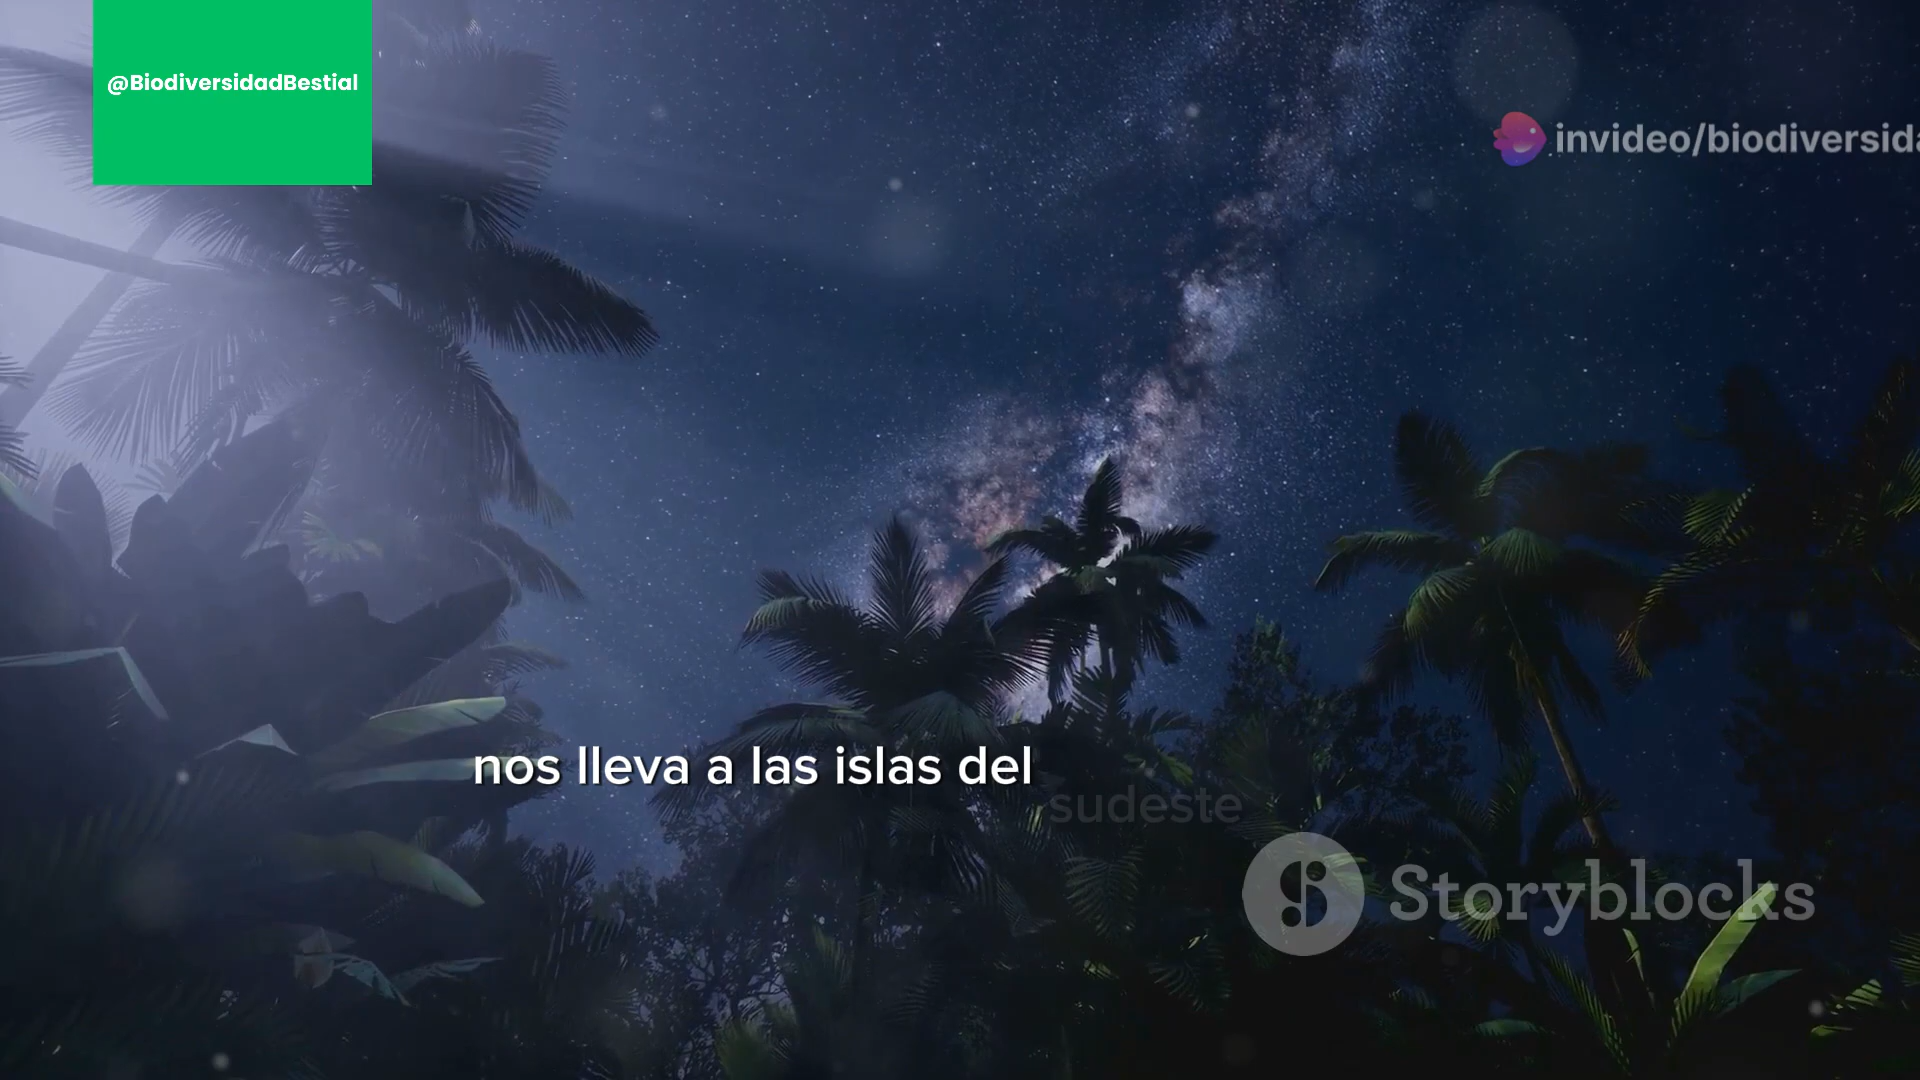 @BiodiversidadBestial
invideo/biodiversida
nos lleva a las islas del
sudeste
Storyblocks